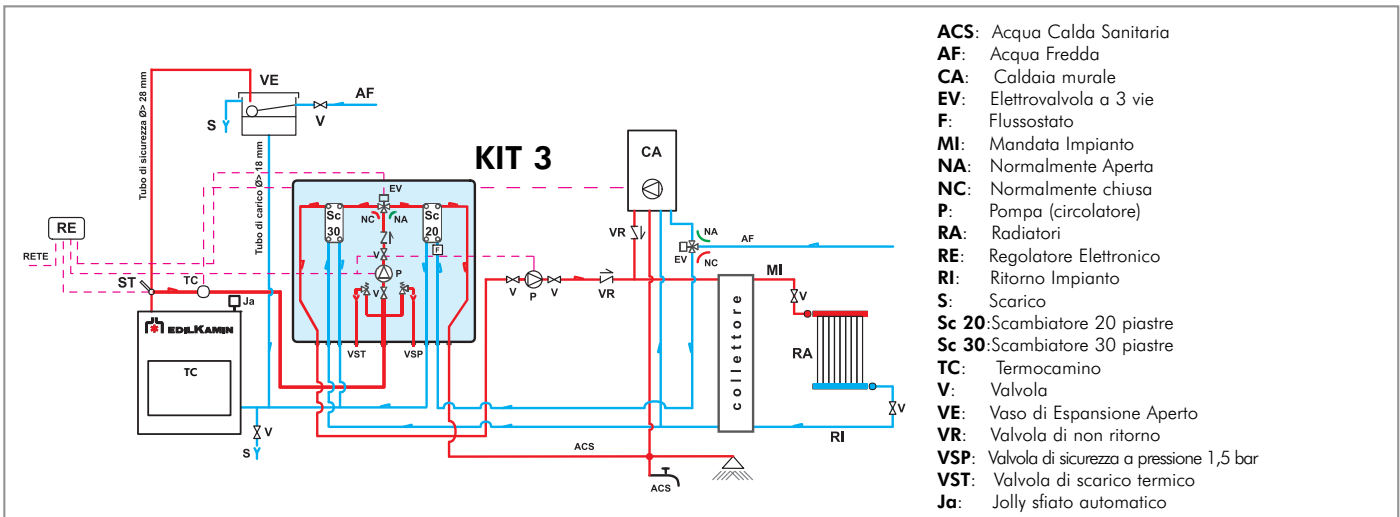 VE
AF
V
S
Tubo di sicurezza Ø> 28 mm
Tubo di carico Ø> 18 mm
KIT 3
CA
RE
RETE
ST
TC
Ja
EDILKAMIN
TC
V
S
EV
Sc
30
NC
NA
Sc
20
F
V
P
V
VST
VSP
V
P
V
VR
VR
NA
EV
NC
AF
MI
collettore
V
RA
V
RI
ACS
ACS
ACS: Acqua Calda Sanitaria
AF: Acqua Fredda
CA: Caldaia murale
EV: Elettrovalvola a 3 vie
F: Flussostato
MI: Mandata Impianto
NA: Normalmente Aperta
NC: Normalmente chiusa
P: Pompa (circolatore)
RA: Radiatori
RE: Regolatore Elettronico
RI: Ritorno Impianto
S: Scarico
Sc 20:Scambiatore 20 piastre
Sc 30:Scambiatore 30 piastre
TC: Termocamino
V: Valvola
VE: Vaso di Espansione Aperto
VR: Valvola di non ritorno
VSP: Valvola di sicurezza a pressione 1,5 bar
VST: Valvola di scarico termico
Ja: Jolly sfiato automatico